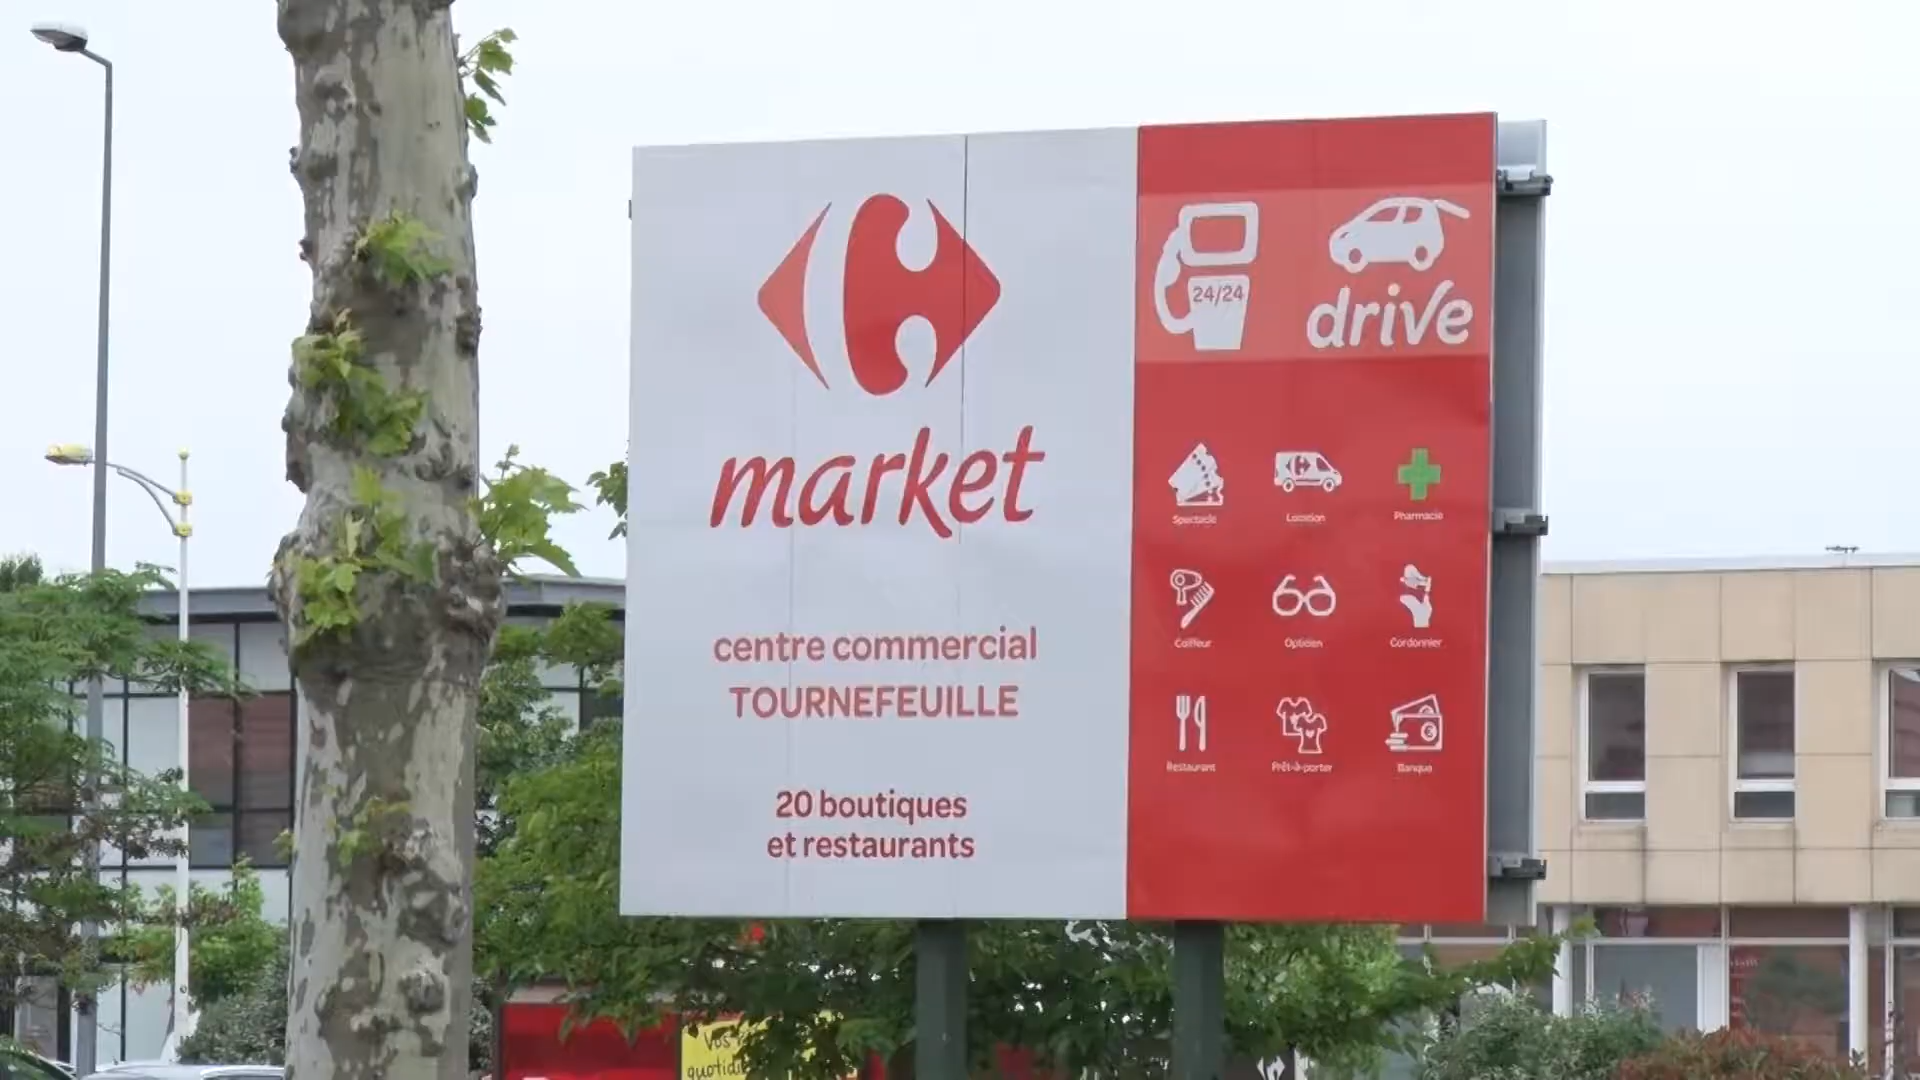 market
centre commercial
TOURNEFEUILLE
20 boutiques
et restaurants
24/24
drive
Spectacle
Location
Pharmacie
Coiffeur
Opticien
Cordonnier
Restaurant
Prêt-à-porter
Banque
Vos